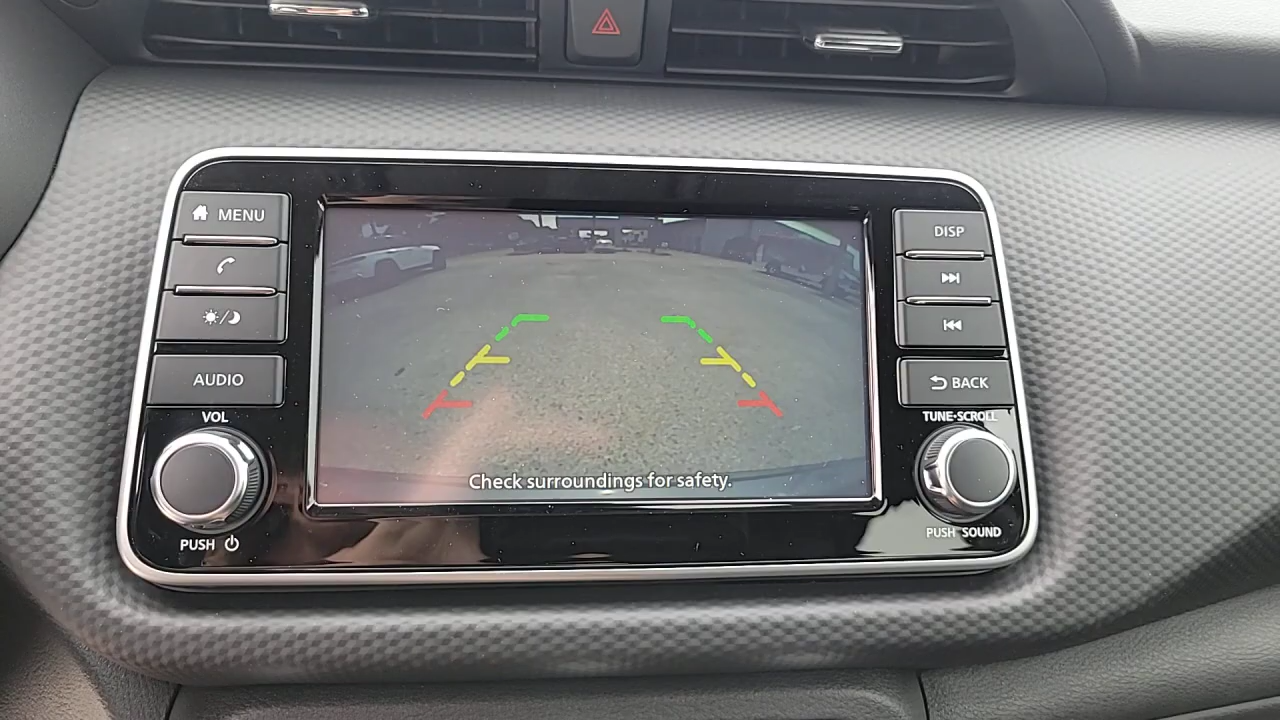 MENU
AUDIO
VOL
PUSH
Check surroundings for safety.
DISP
BACK
TUNE·SCROLL
PUSH SOUND